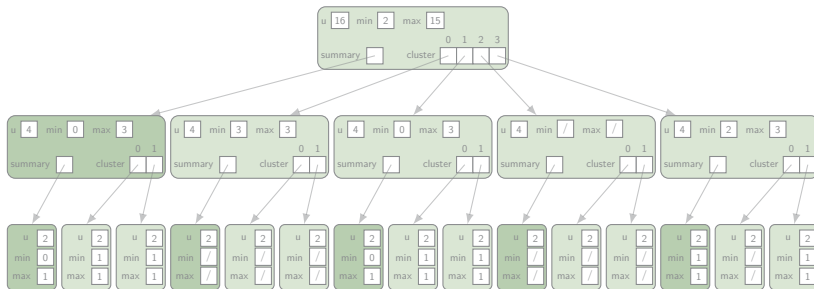 u 16 min 2 max 15
0 1 2 3
summary cluster
u 4 min 0 max 3 u 4 min 3 max 3 u 4 min 0 max 3 u 4 min / max / u 4 min 2 max 3
0 1 0 1 0 1 0 1 0 1
summary cluster summary cluster summary cluster summary cluster summary cluster
u 2 u 2 u 2 u 2 u 2 u 2 u 2 u 2 u 2 u 2 u 2 u 2 u 2 u 2 u 2
min 0 min 1 min 1 min / min / min / min 0 min 1 min 1 min / min / min / min 1 min / min 1
max 1 max 1 max 1 max / max / max / max 1 max 1 max 1 max / max / max / max 1 max / max 1